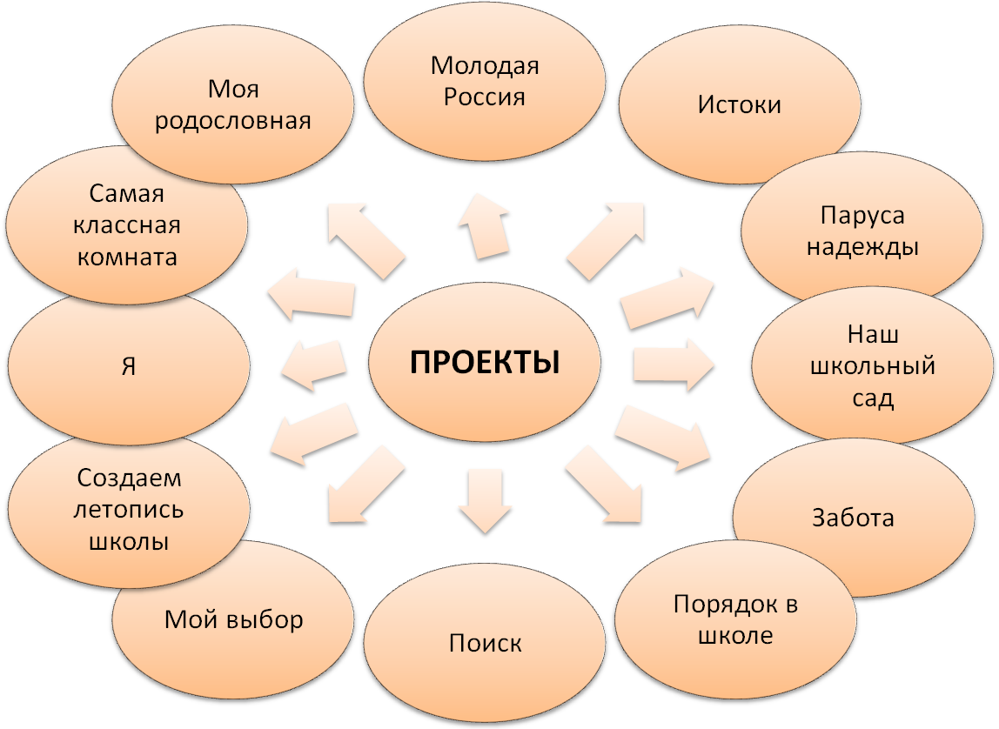 Молодая
Россия
Истоки
Паруса
надежды
Наш
школьный
сад
Забота
Порядок в
школе
Поиск
Мой выбор
Создаем
летопись
школы
Я
Самая
классная
комната
Моя
родословная
ПРОЕКТЫ